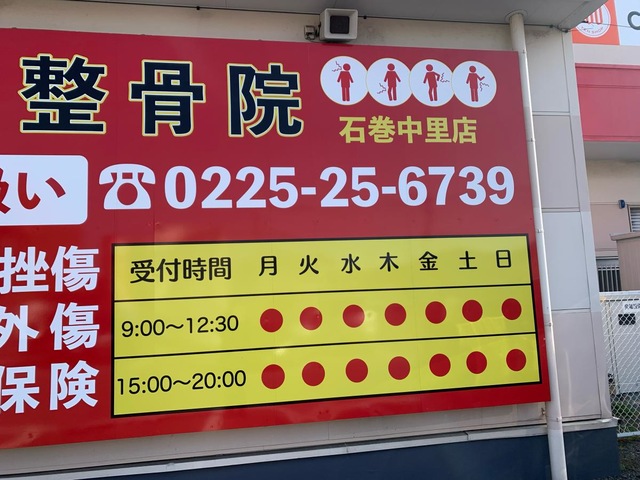 整骨院
石巻中里店
扱い ☎0225-25-6739
挫傷
外傷
保険
受付時間 月 火 水 木 金 土 日
9:00〜12:30 ● ● ● ● ● ● ●
15:00〜20:00 ● ● ● ● ● ● ●